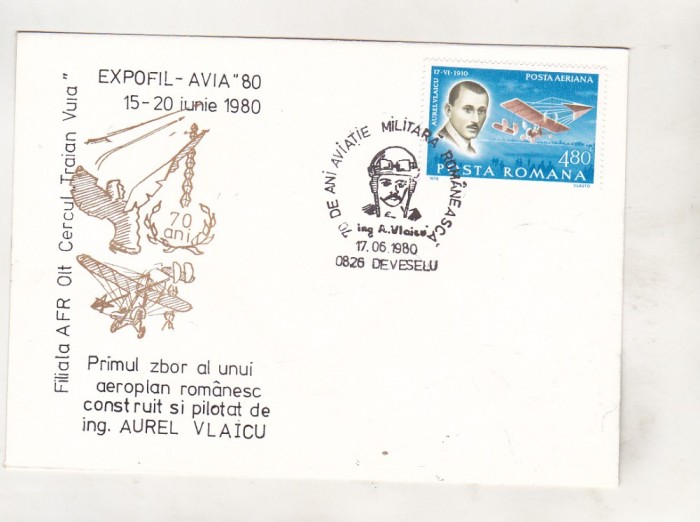 EXPOFIL-AVIA"80
15-20 iunie 1980
Filiala AFR Olt Cercul „Traian Vuia"
70
ani
Primul zbor al unui
aeroplan românesc
construit si pilotat de
ing. AUREL VLAICU
70 DE ANI AVIAȚIE MILITARĂ ROMÂNEASCĂ
ing A.Vlaicu
17.06.1980
0826 DEVESELU
17-VI-1910
AUREL VLAICU
POSTA AERIANA
480
POSTA ROMANA
1978